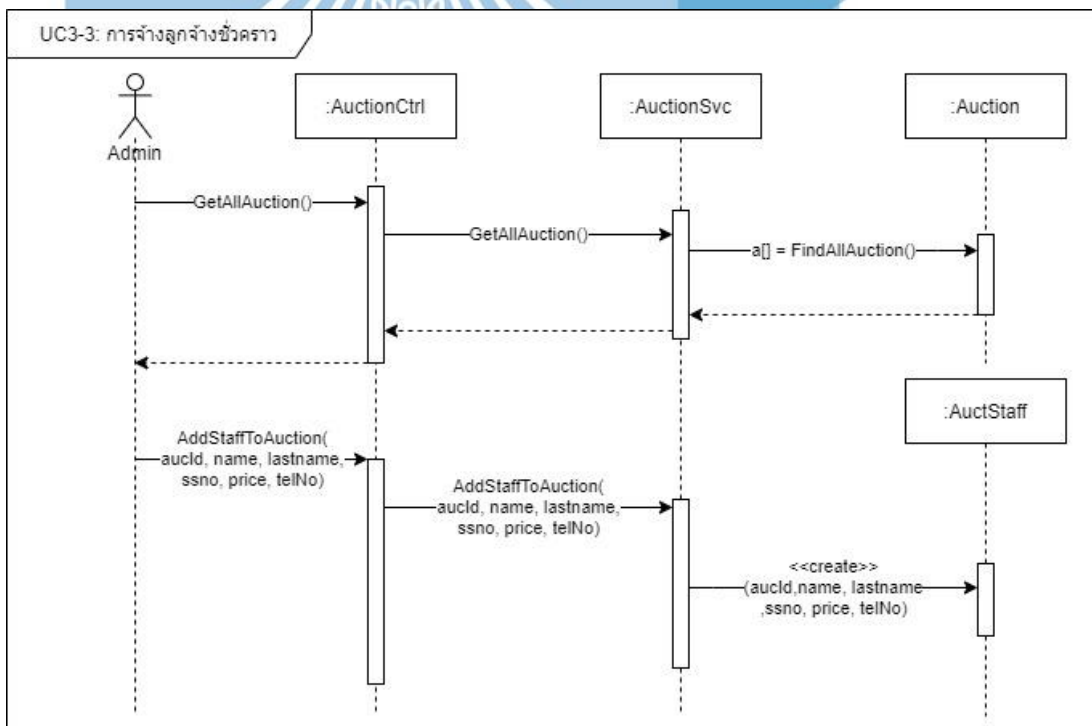 UC3-3: การจ้างลูกจ้างชั่วคราว
:AuctionCtrl
:AuctionSvc
:Auction
Admin
GetAllAuction()
GetAllAuction()
a[] = FindAllAuction()
:AuctStaff
AddStaffToAuction(
aucId, name, lastname,
ssno, price, telNo)
AddStaffToAuction(
aucId, name, lastname,
ssno, price, telNo)
<<create>>
(aucId,name, lastname
,ssno, price, telNo)